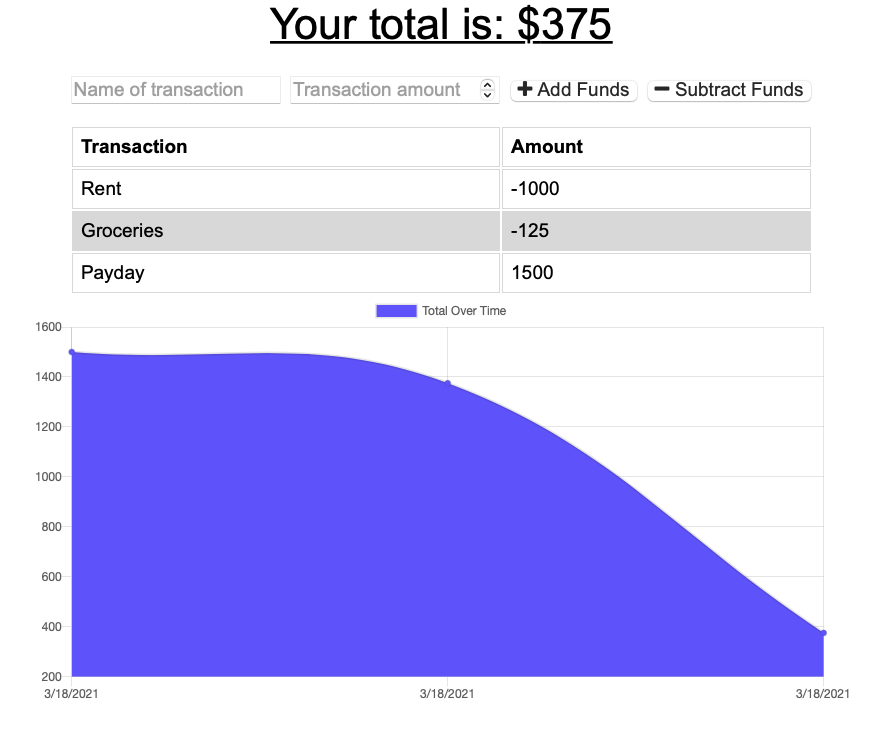 Your total is: $375
Name of transaction Transaction amount + Add Funds − Subtract Funds
Transaction Amount
Rent -1000
Groceries -125
Payday 1500
Total Over Time
1600
1400
1200
1000
800
600
400
200
3/18/2021 3/18/2021 3/18/2021